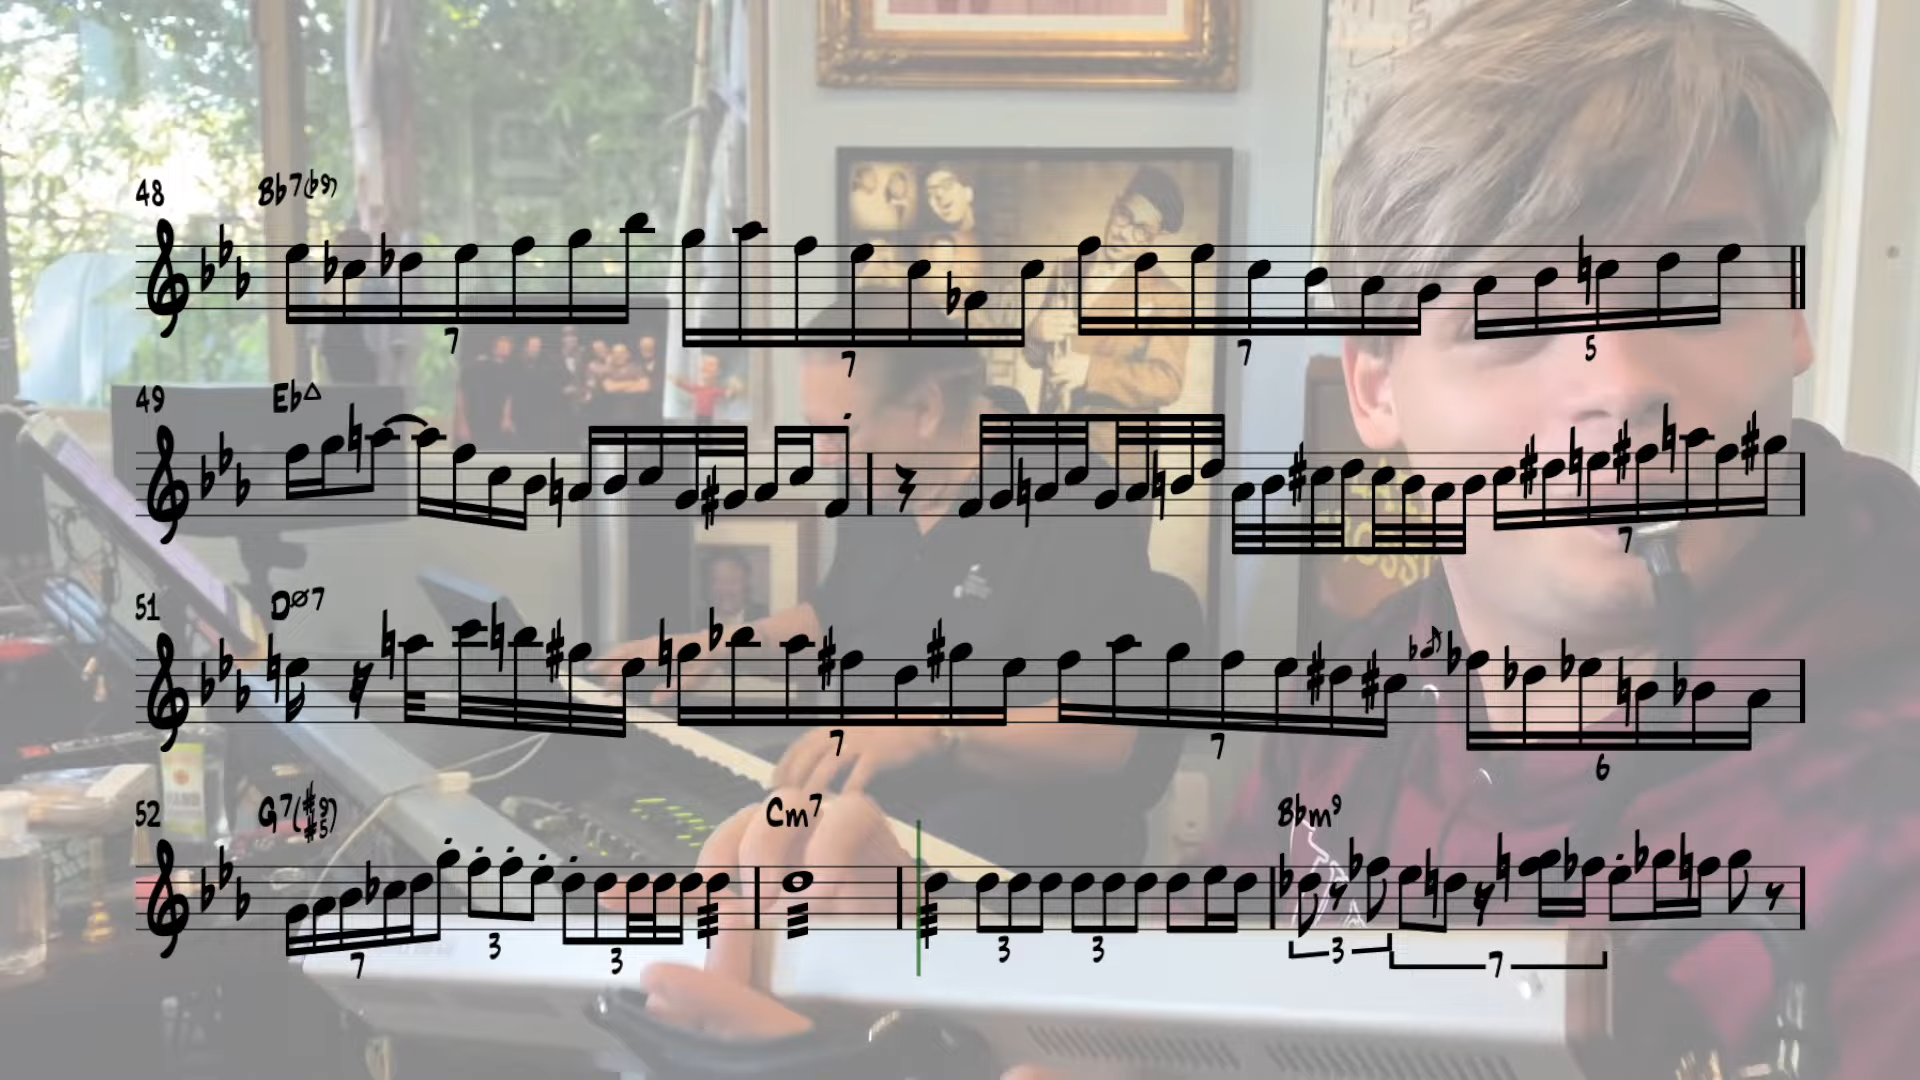 48 Bb7(b9)
7 7 7 5
49 EbΔ
7
51 DØ7
7 7 6
52 G7(#9#5) Cm7 Bbm9
7 3 3 3 3 3 7